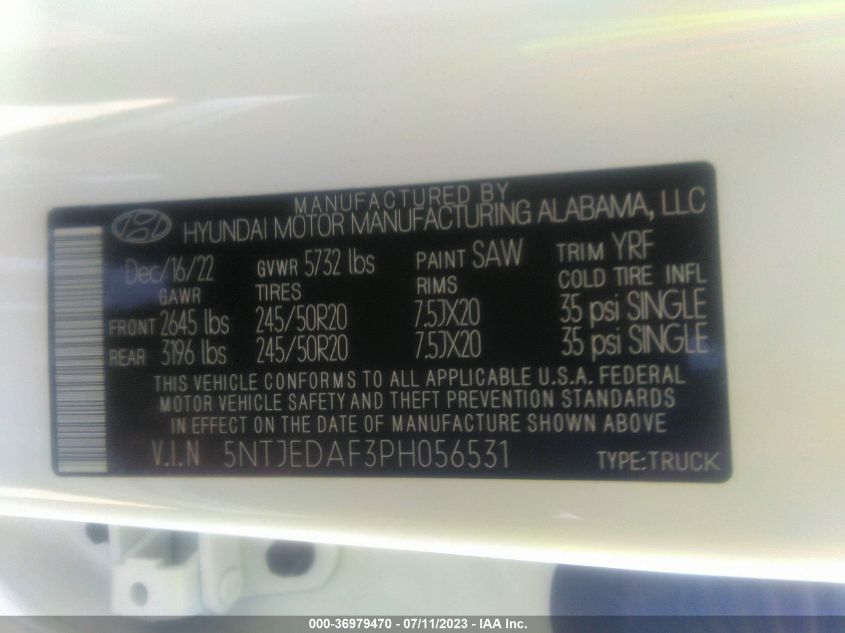 MANUFACTURED BY
HYUNDAI MOTOR MANUFACTURING ALABAMA, LLC
Dec/16/22 GVWR 5732 lbs PAINT SAW TRIM YRF
GAWR TIRES RIMS COLD TIRE INFL
FRONT 2645 lbs 245/50R20 7.5JX20 35 psi SINGLE
REAR 3196 lbs 245/50R20 7.5JX20 35 psi SINGLE
THIS VEHICLE CONFORMS TO ALL APPLICABLE U.S.A. FEDERAL
MOTOR VEHICLE SAFETY AND THEFT PREVENTION STANDARDS
IN EFFECT ON THE DATE OF MANUFACTURE SHOWN ABOVE
V.I.N 5NTJEDAF3PH056531 TYPE:TRUCK
000-36979470 - 07/11/2023 - IAA Inc.